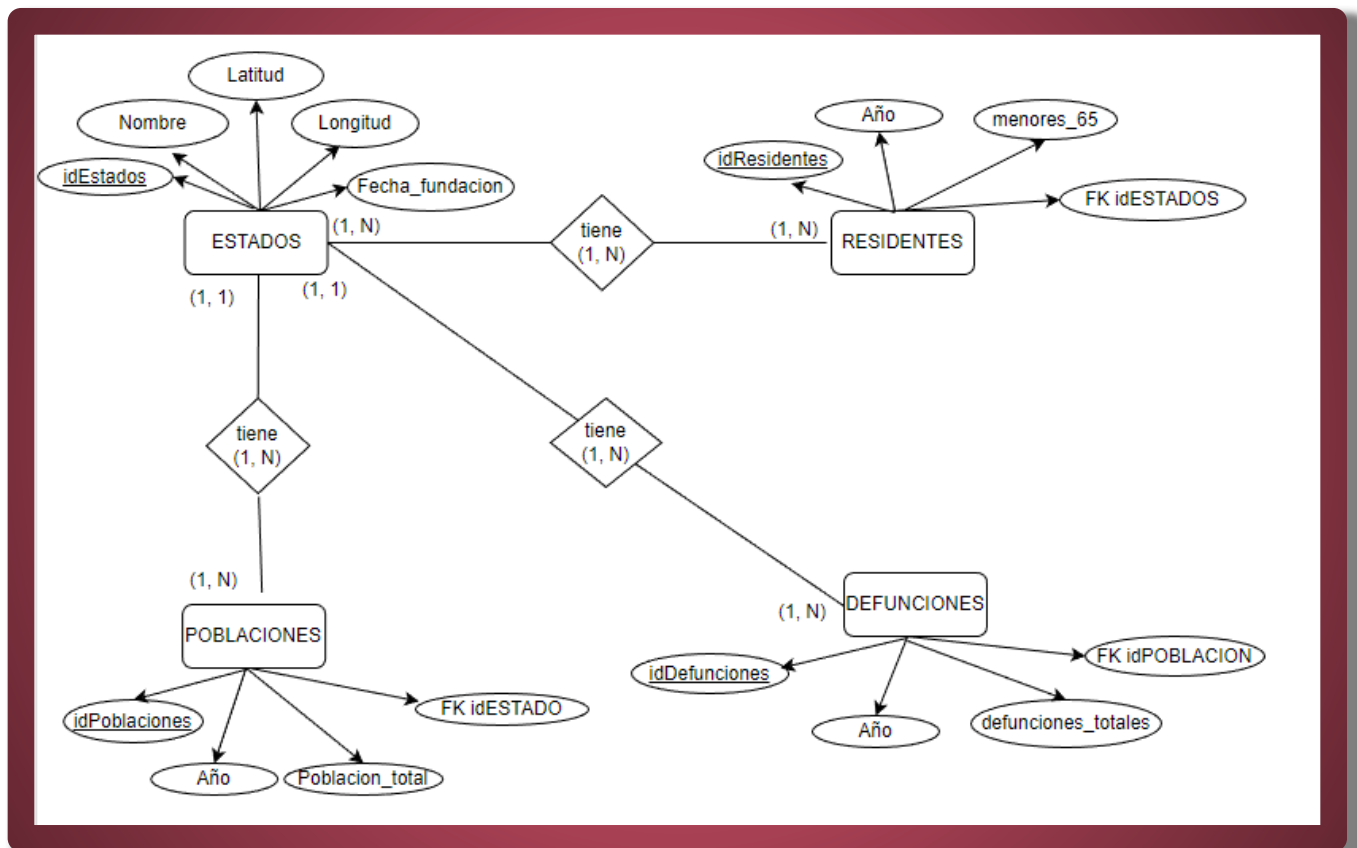 Latitud
Nombre
Longitud
idEstados
Fecha_fundacion
ESTADOS
(1, N)
(1, 1)
(1, 1)
tiene
(1, N)
(1, N)
Año
menores_65
idResidentes
FK idESTADOS
RESIDENTES
tiene
(1, N)
tiene
(1, N)
(1, N)
POBLACIONES
idPoblaciones
FK idESTADO
Año
Poblacion_total
(1, N)
DEFUNCIONES
idDefunciones
FK idPOBLACION
Año
defunciones_totales